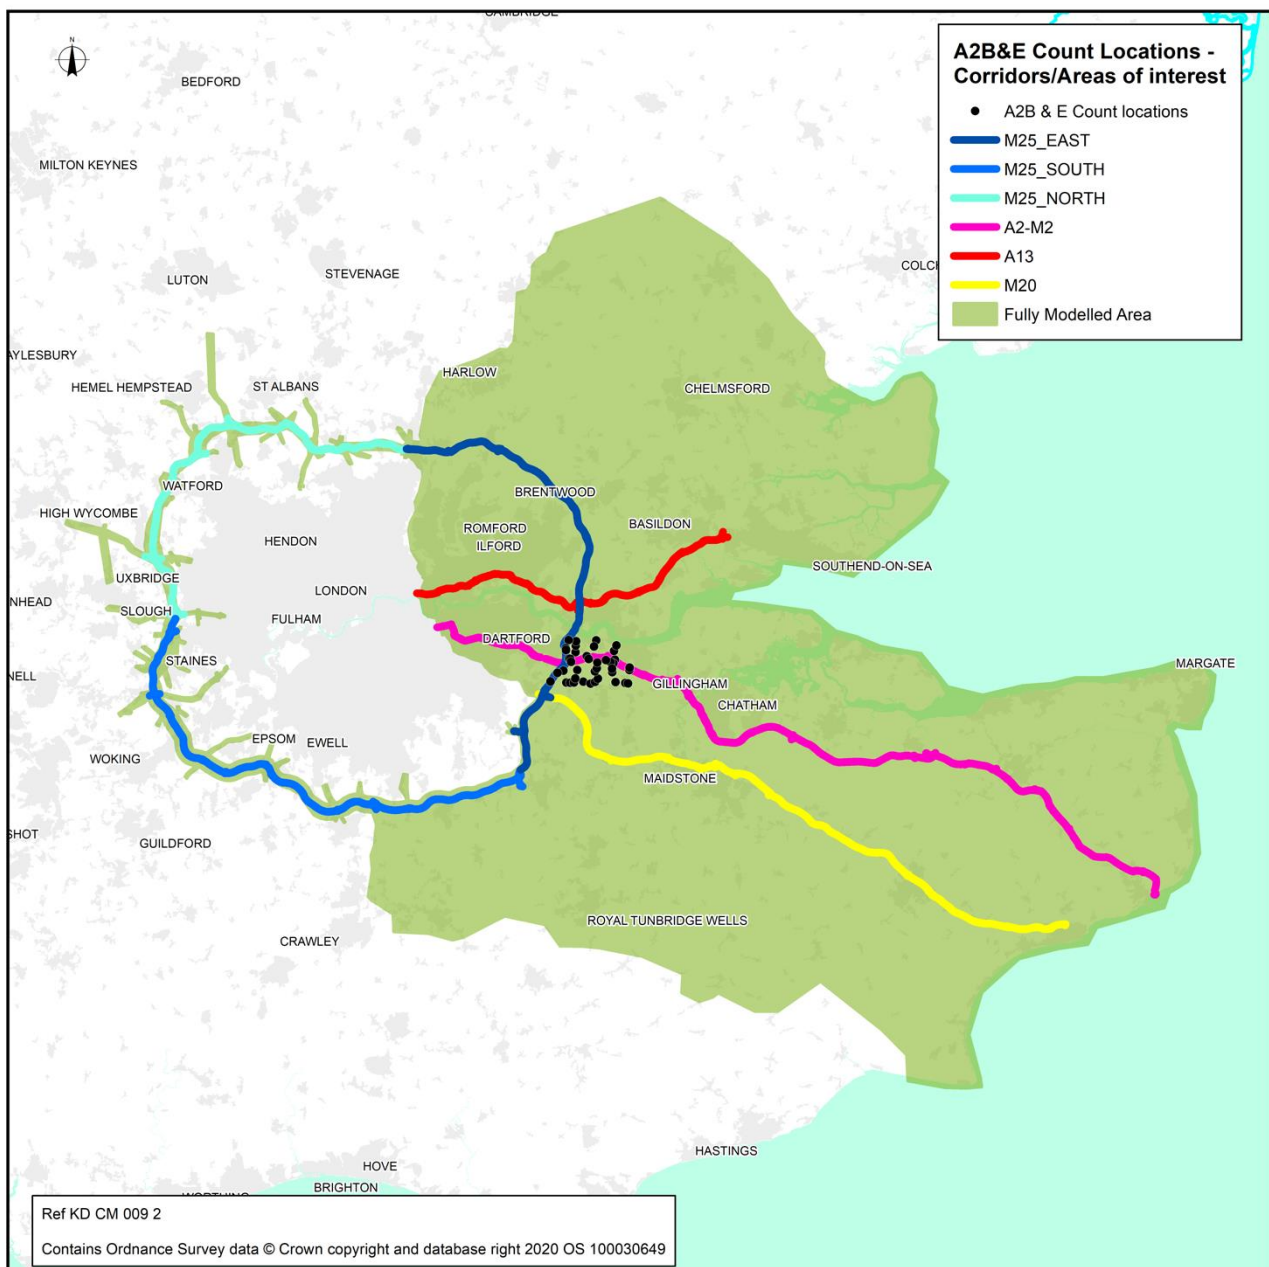 CAMBRIDGE
N
A2B&E Count Locations -
Corridors/Areas of interest
A2B & E Count locations
M25_EAST
M25_SOUTH
M25_NORTH
A2-M2
A13
M20
Fully Modelled Area
BEDFORD
MILTON KEYNES
COLCH
STEVENAGE
LUTON
AYLESBURY
HARLOW
HEMEL HEMPSTEAD
ST ALBANS
CHELMSFORD
WATFORD
BRENTWOOD
HIGH WYCOMBE
ROMFORD
BASILDON
HENDON
ILFORD
SOUTHEND-ON-SEA
UXBRIDGE
LONDON
NHEAD
SLOUGH
FULHAM
DARTFORD
STAINES
MARGATE
NELL
GILLINGHAM
CHATHAM
EPSOM
EWELL
WOKING
MAIDSTONE
SHOT
GUILDFORD
ROYAL TUNBRIDGE WELLS
CRAWLEY
HASTINGS
HOVE
BRIGHTON
WORTHING
Ref KD CM 009 2
Contains Ordnance Survey data © Crown copyright and database right 2020 OS 100030649